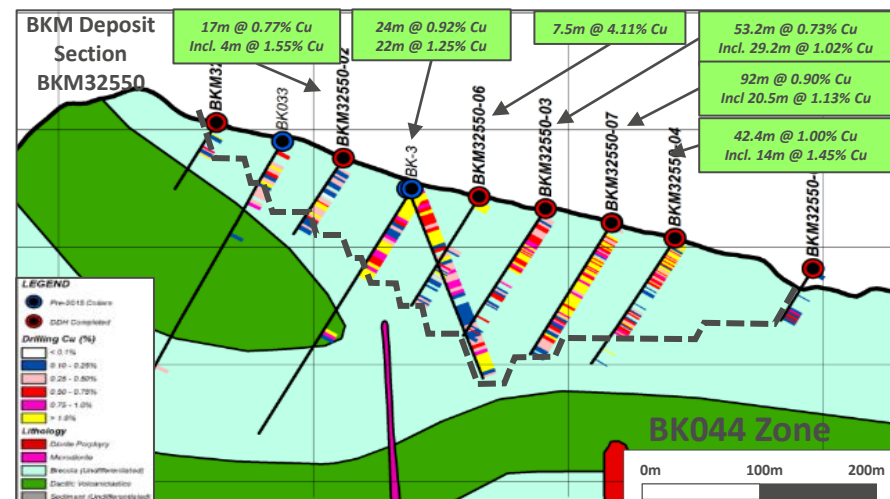 BKM Deposit
Section
BKM32550
17m @ 0.77% Cu
Incl. 4m @ 1.55% Cu
24m @ 0.92% Cu
22m @ 1.25% Cu
7.5m @ 4.11% Cu
53.2m @ 0.73% Cu
Incl. 29.2m @ 1.02% Cu
92m @ 0.90% Cu
Incl 20.5m @ 1.13% Cu
42.4m @ 1.00% Cu
Incl. 14m @ 1.45% Cu
BK033
BKM32550-02
BK-3
BKM32550-06
BKM32550-03
BKM32550-07
BKM32550-04
BKM32550-
LEGEND
Pre-2015 Collars
DDH Completed
Drilling Cu (%)
< 0.1%
0.10 - 0.25%
0.25 - 0.50%
0.50 - 0.75%
0.75 - 1.0%
> 1.0%
Lithology
Diorite Porphyry
Microdiorite
Breccia (Undifferentiated)
Dacitic Volcaniclastics
Sediment (Undifferentiated)
BK044 Zone
0m
100m
200m